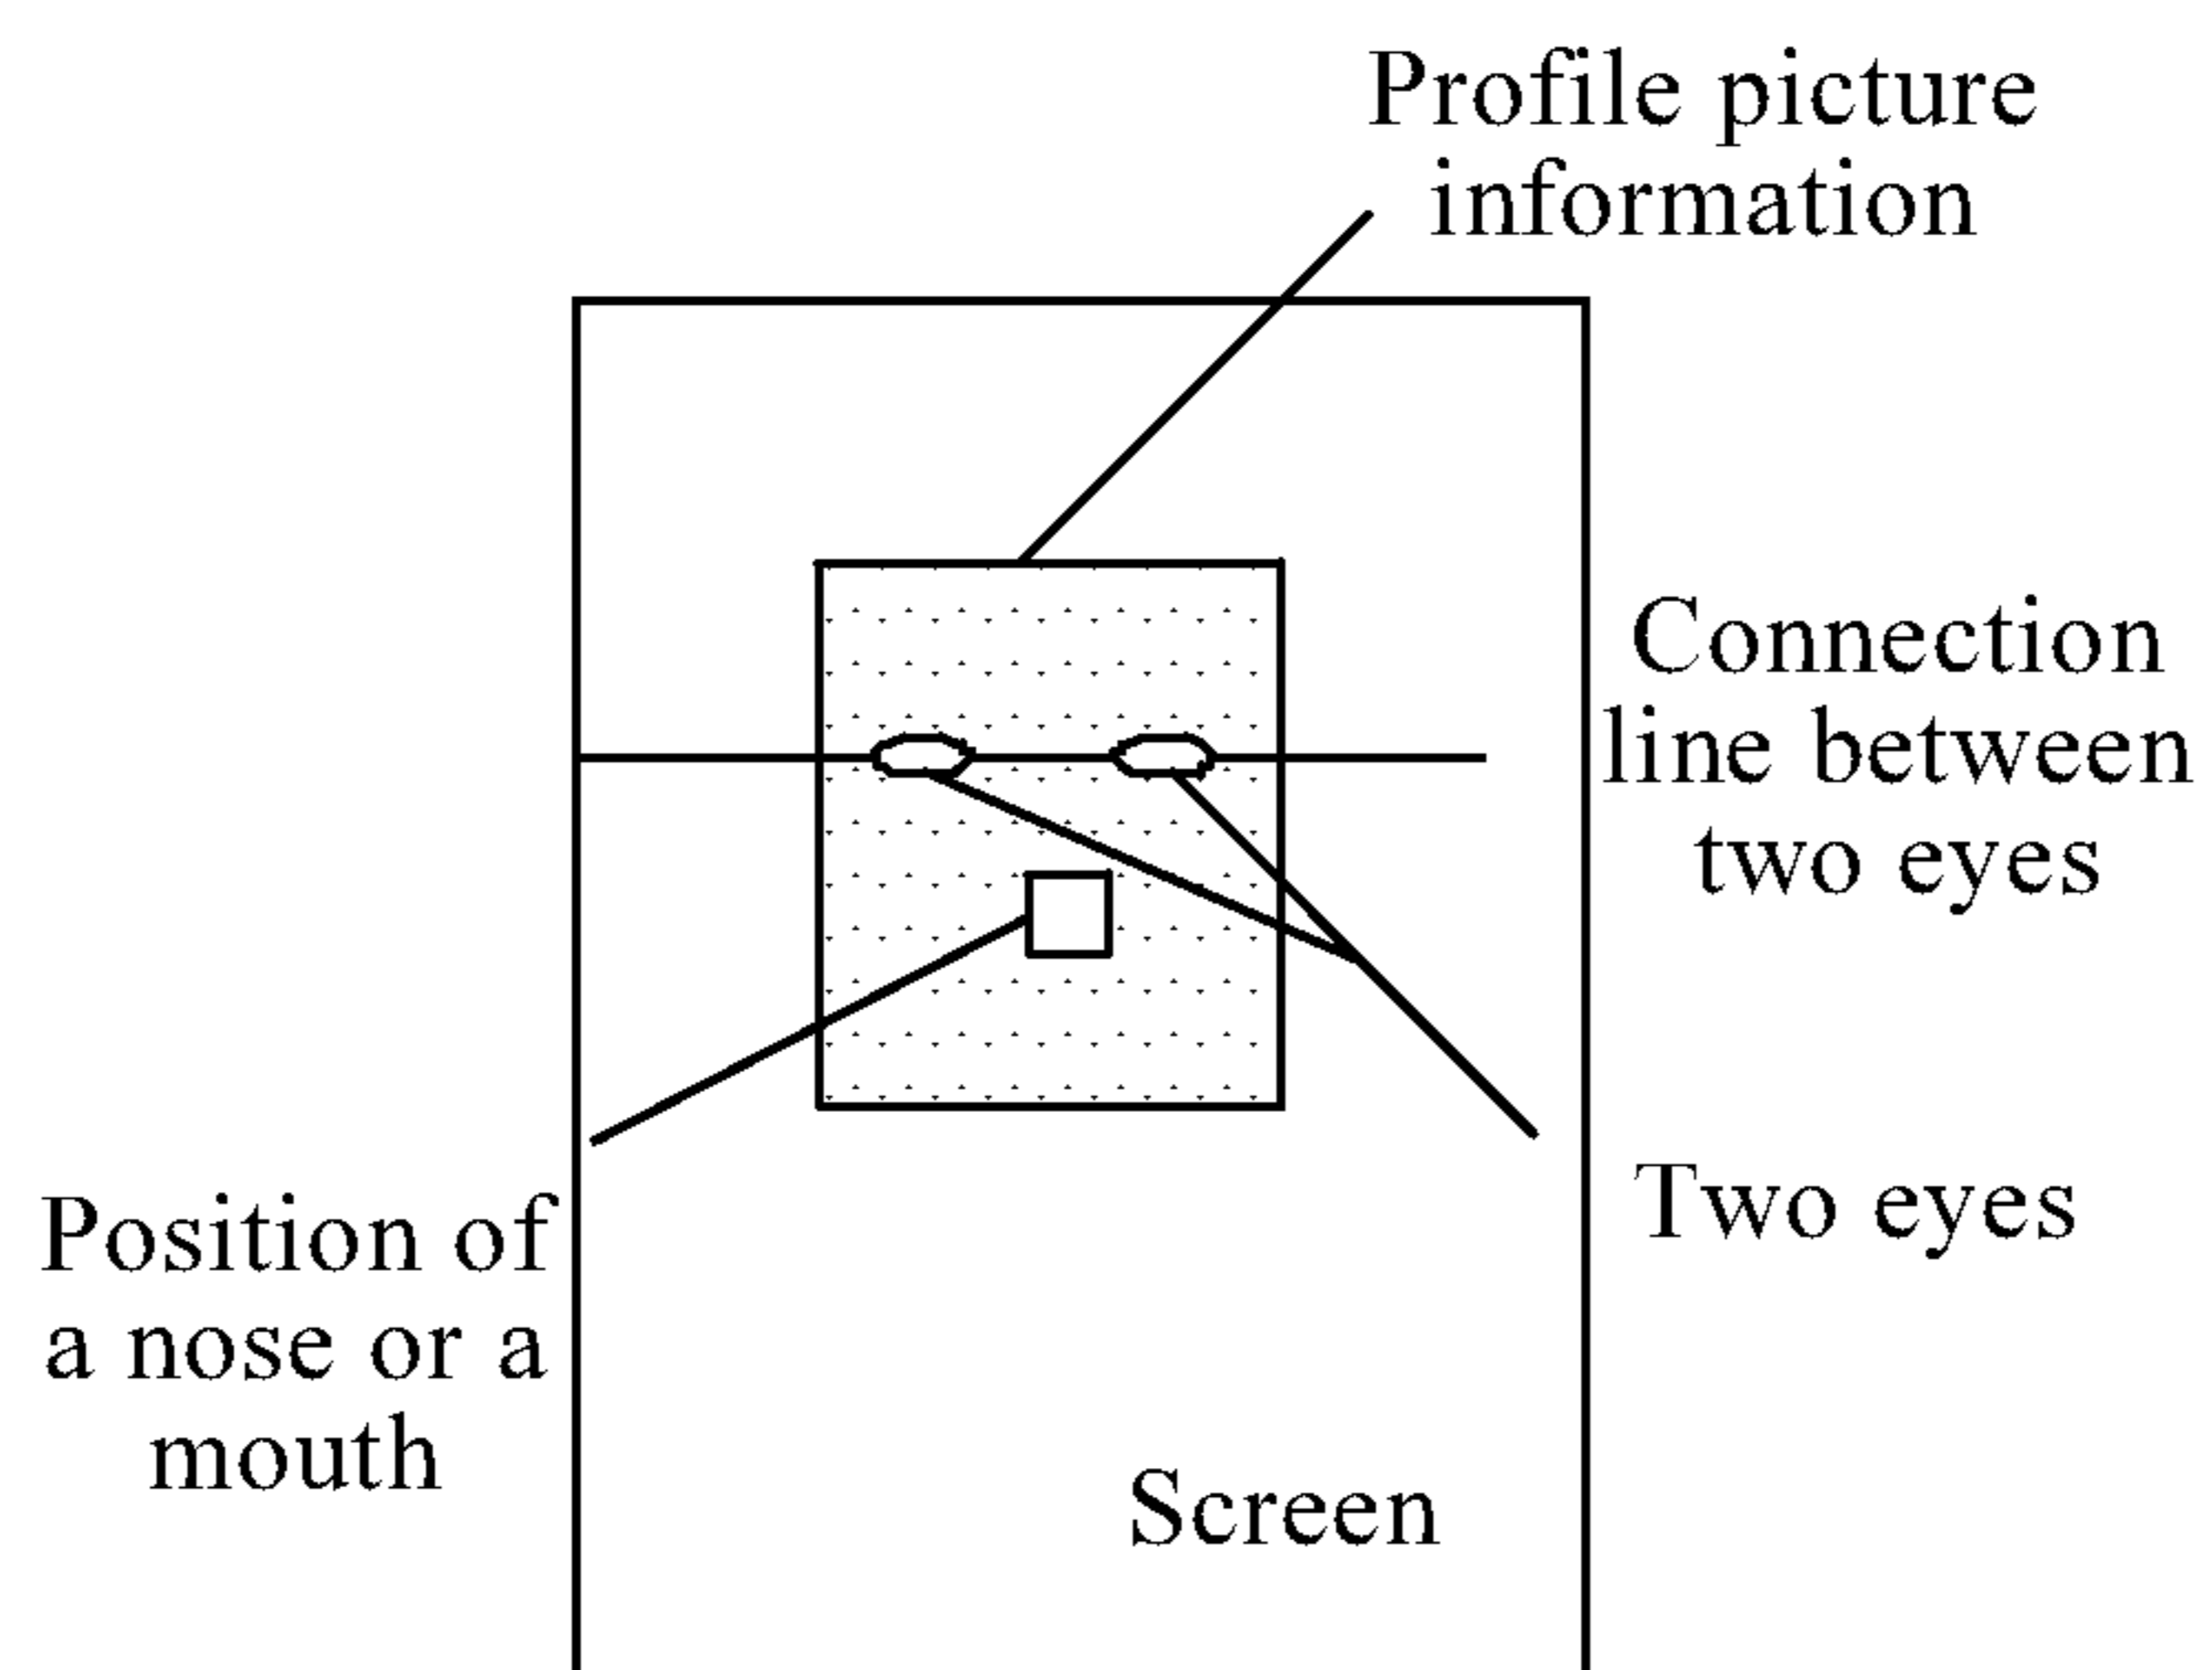 Profile picture
information
Connection
line between
two eyes
Two eyes
Position of
a nose or a
mouth
Screen